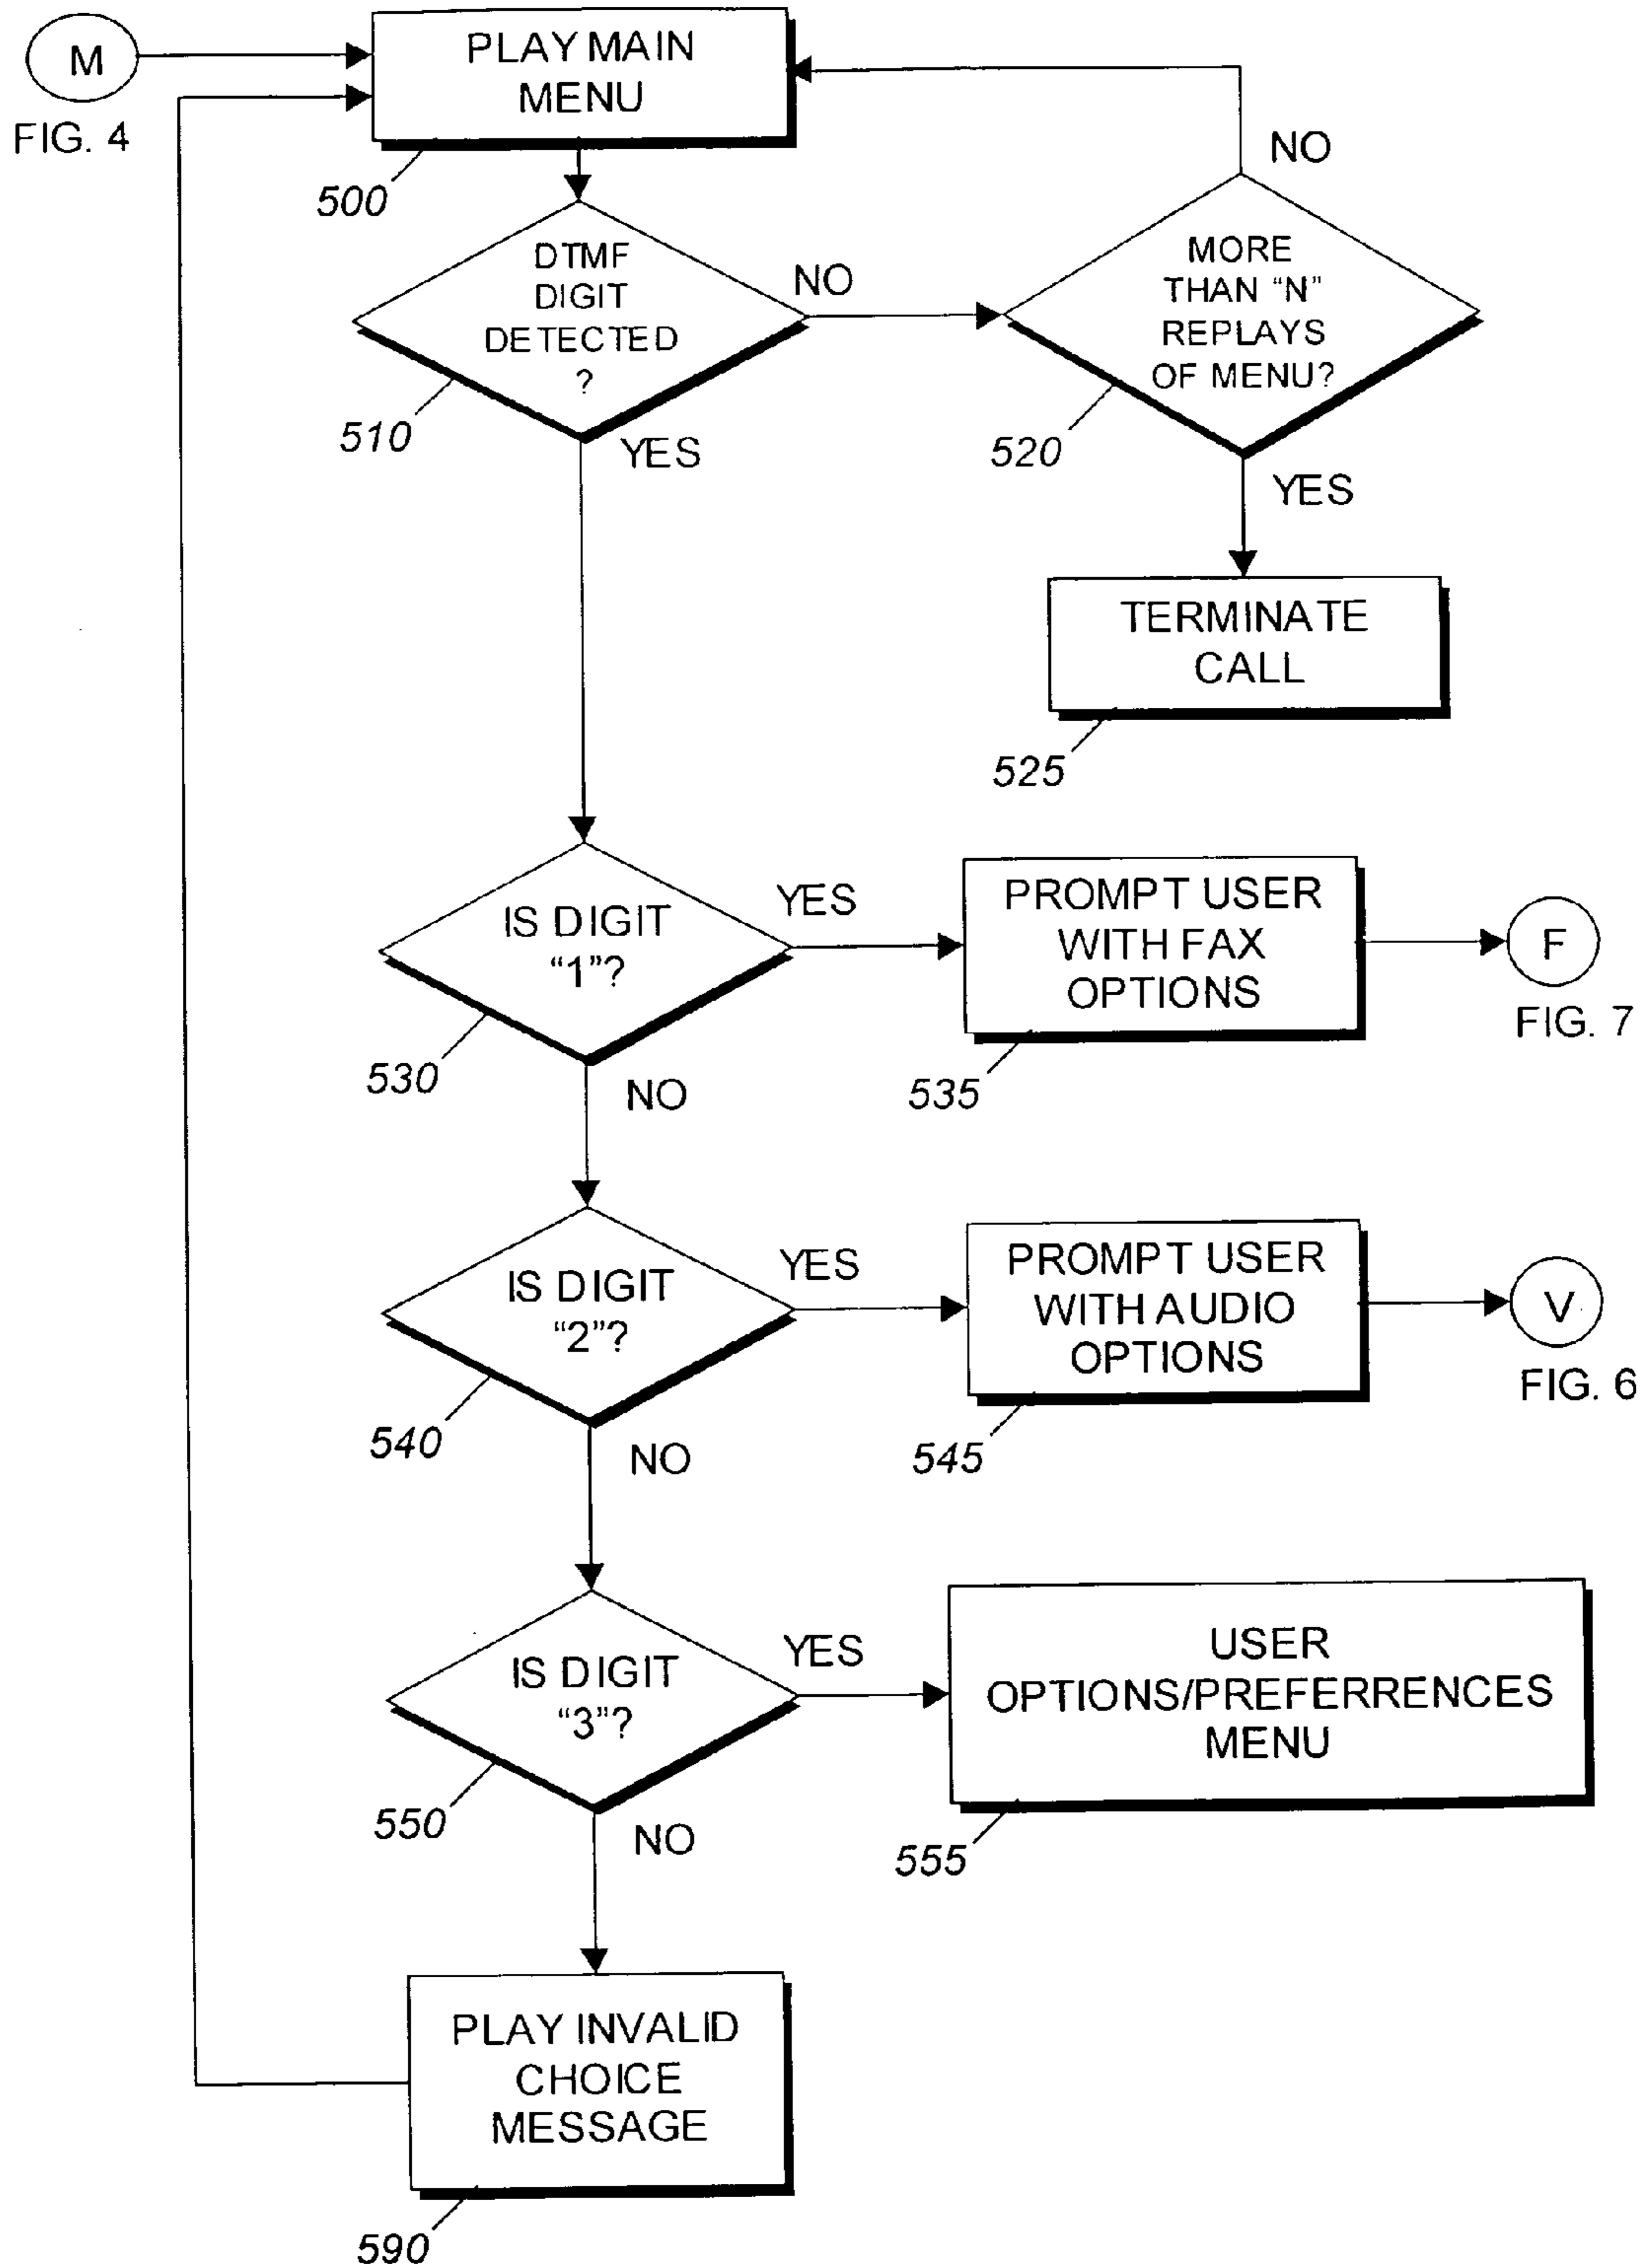 M
FIG. 4
PLAY MAIN
MENU
500
NO
DTMF
DIGIT
DETECTED
?
510
NO
YES
MORE
THAN “N”
REPLAYS
OF MENU?
520
YES
TERMINATE
CALL
525
IS DIGIT
“1”?
530
YES
NO
PROMPT USER
WITH FAX
OPTIONS
535
F
FIG. 7
IS DIGIT
“2”?
540
YES
NO
PROMPT USER
WITH AUDIO
OPTIONS
545
V
FIG. 6
IS DIGIT
“3”?
550
YES
NO
USER
OPTIONS/PREFERRENCES
MENU
555
PLAY INVALID
CHOICE
MESSAGE
590